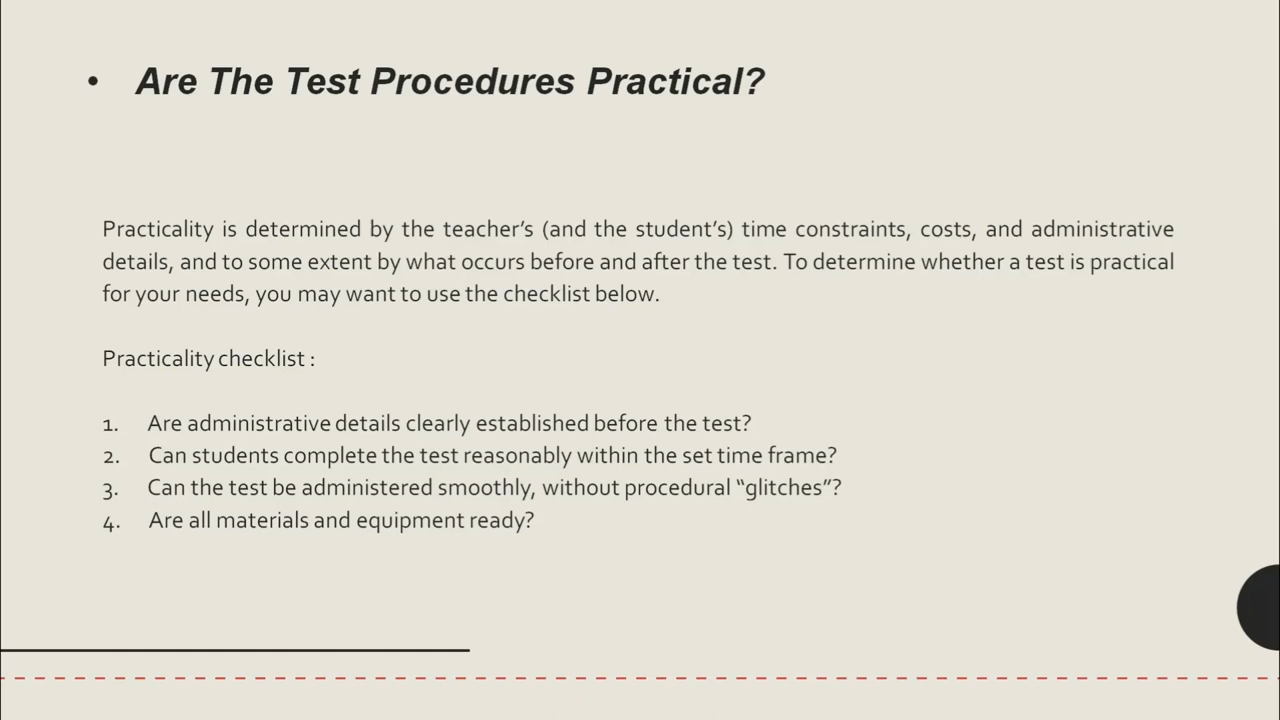 • Are The Test Procedures Practical?
Practicality is determined by the teacher’s (and the student’s) time constraints, costs, and administrative
details, and to some extent by what occurs before and after the test. To determine whether a test is practical
for your needs, you may want to use the checklist below.
Practicality checklist :
1. Are administrative details clearly established before the test?
2. Can students complete the test reasonably within the set time frame?
3. Can the test be administered smoothly, without procedural “glitches”?
4. Are all materials and equipment ready?